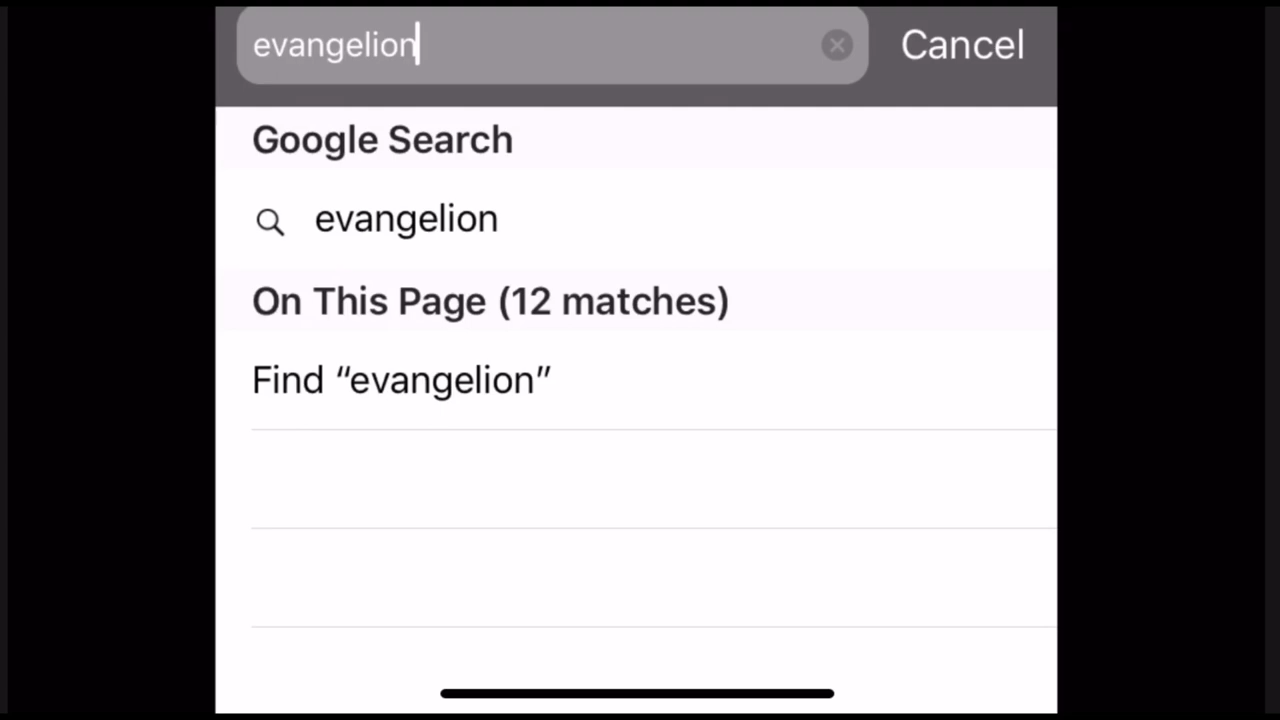 evangelion
Cancel
Google Search
evangelion
On This Page (12 matches)
Find “evangelion”